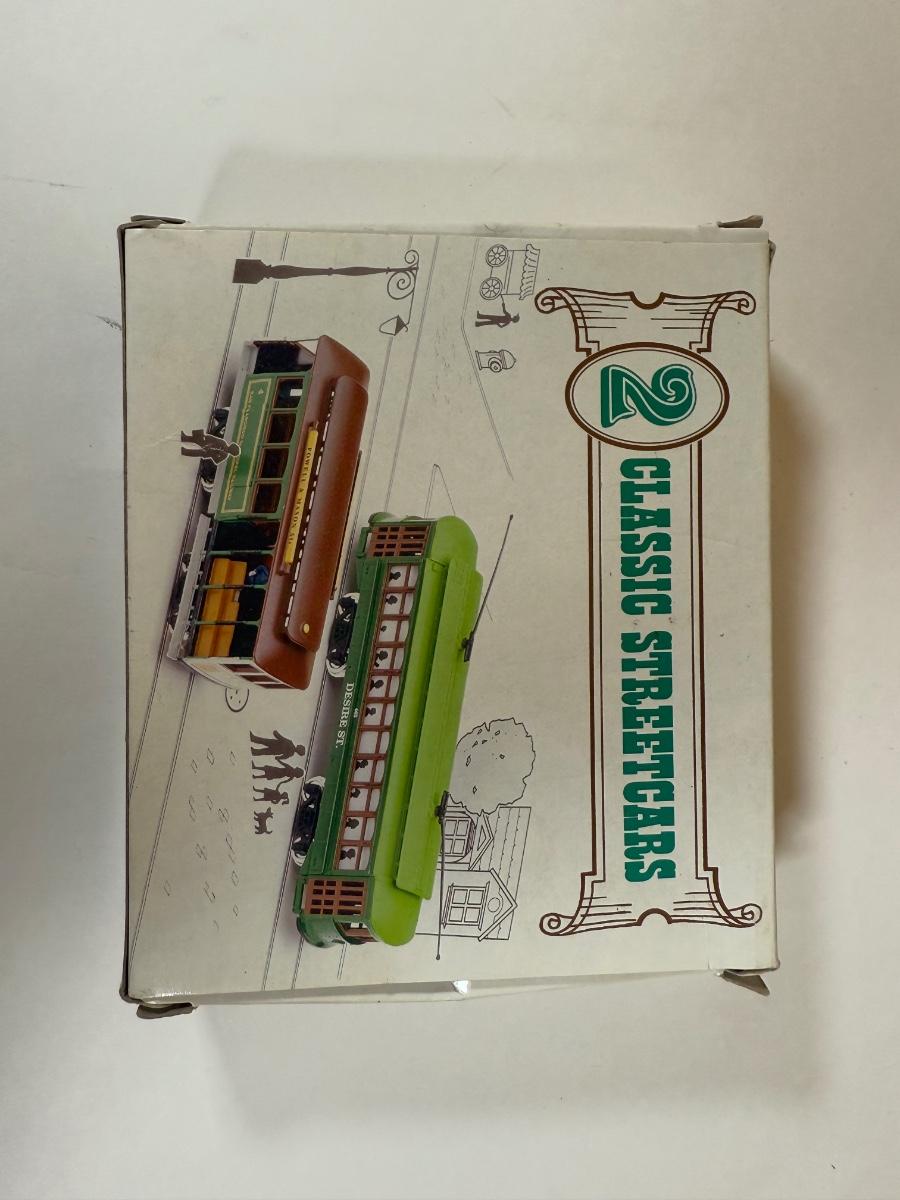 2 CLASSIC STREETCARS
POWELL & MASON ST.
DESIRE ST.